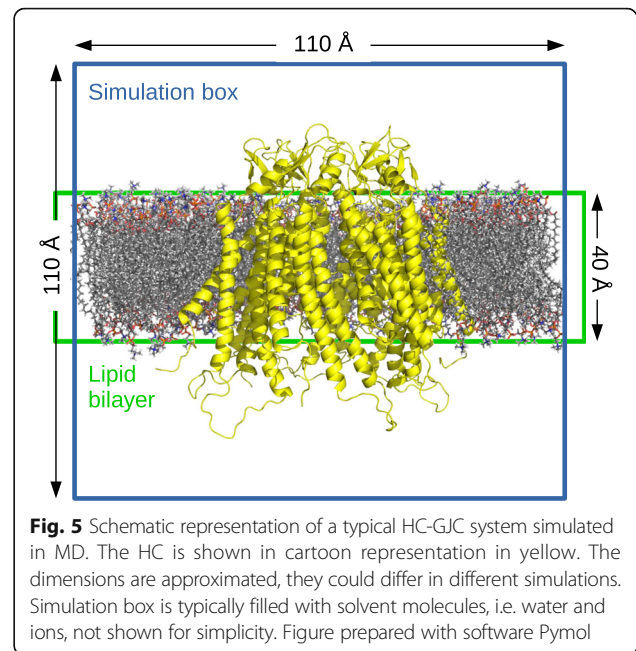 110 Å
Simulation box
110 Å
40 Å
Lipid
bilayer
Fig. 5 Schematic representation of a typical HC-GJC system simulated
in MD. The HC is shown in cartoon representation in yellow. The
dimensions are approximated, they could differ in different simulations.
Simulation box is typically filled with solvent molecules, i.e. water and
ions, not shown for simplicity. Figure prepared with software Pymol